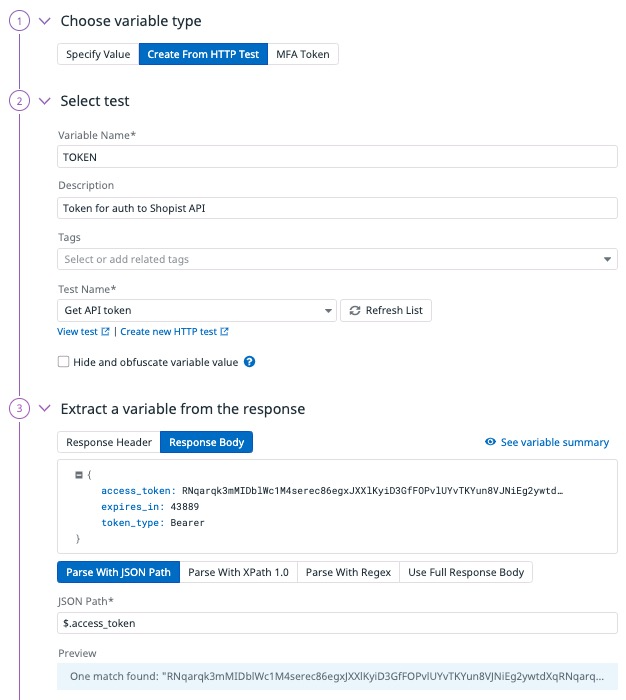 1 Choose variable type
Specify Value Create From HTTP Test MFA Token
2 Select test
Variable Name*
TOKEN
Description
Token for auth to Shopist API
Tags
Select or add related tags
Test Name*
Get API token Refresh List
View test | Create new HTTP test
Hide and obfuscate variable value ?
3 Extract a variable from the response
Response Header Response Body See variable summary
{
access_token: RNqarqk3mMIDblWc1M4serec86egxJXXlKyiD3GfFOPvlUYvTKYun8VJNiEg2ywtd…
expires_in: 43889
token_type: Bearer
}
Parse With JSON Path Parse With XPath 1.0 Parse With Regex Use Full Response Body
JSON Path*
$.access_token
Preview
One match found: "RNqarqk3mMIDblWc1M4serec86egxJXXlKyiD3GfFOPvlUYvTKYun8VJNiEg2ywtdXqRNqarq...